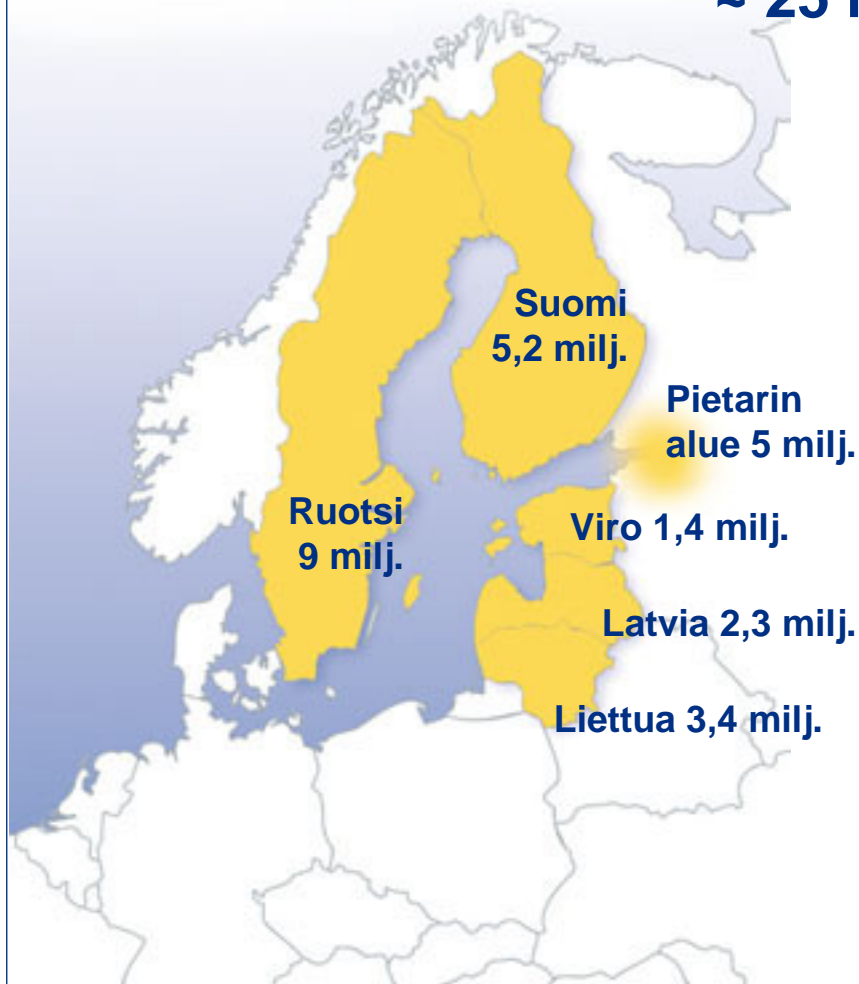 ≈ 25
Suomi
5,2 milj.
Pietarin
alue 5 milj.
Ruotsi
9 milj.
Viro 1,4 milj.
Latvia 2,3 milj.
Liettua 3,4 milj.